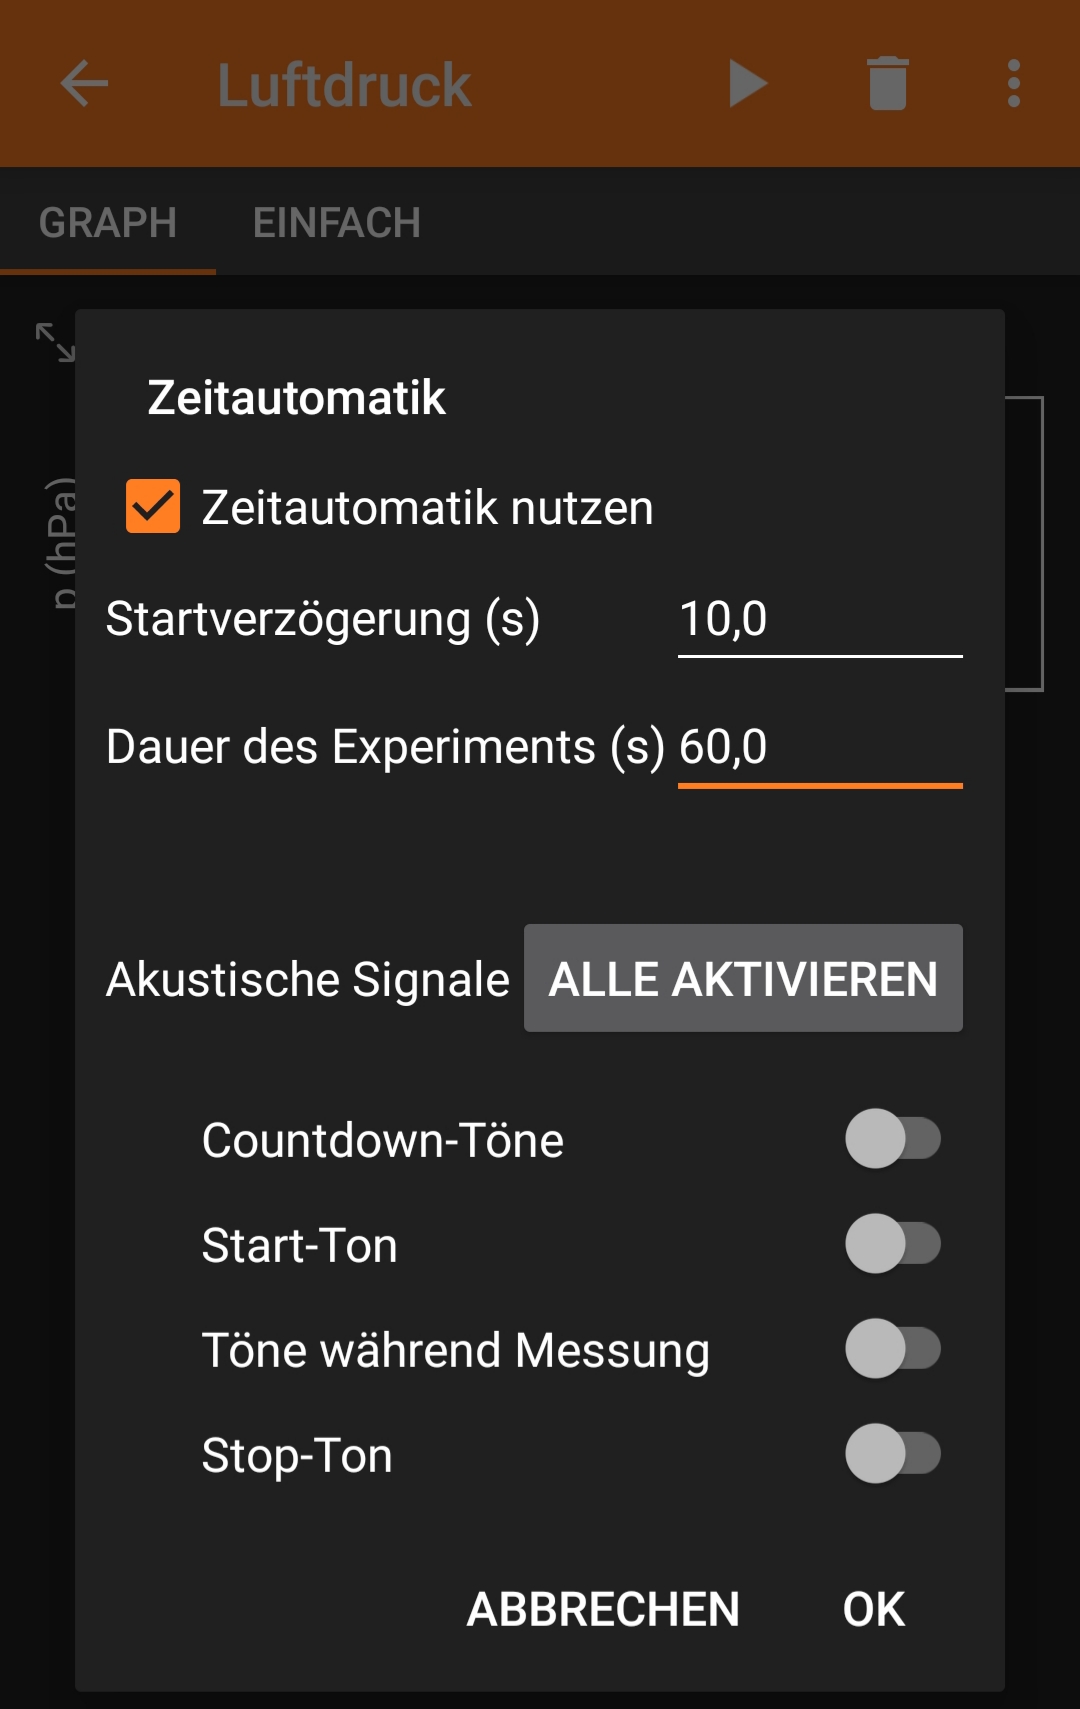 Luftdruck
GRAPH EINFACH
p (hPa)
Zeitautomatik
Zeitautomatik nutzen
Startverzögerung (s) 10,0
Dauer des Experiments (s) 60,0
Akustische Signale ALLE AKTIVIEREN
Countdown-Töne
Start-Ton
Töne während Messung
Stop-Ton
ABBRECHEN OK